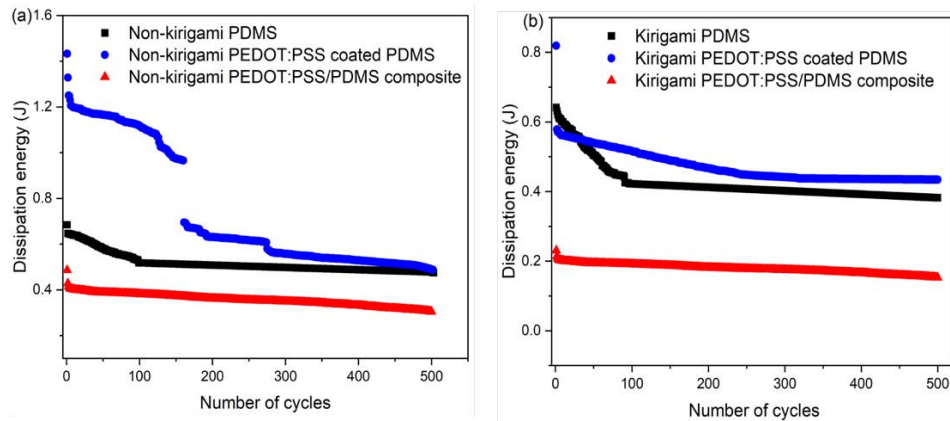 (a)
Non-kirigami PDMS
Non-kirigami PEDOT:PSS coated PDMS
Non-kirigami PEDOT:PSS/PDMS composite
Dissipation energy (J)
1.6
1.2
0.8
0.4
0 100 200 300 400 500
Number of cycles
(b)
Kirigami PDMS
Kirigami PEDOT:PSS coated PDMS
Kirigami PEDOT:PSS/PDMS composite
Dissipation energy (J)
0.8
0.6
0.4
0.2
0.0
0 100 200 300 400 500
Number of cycles